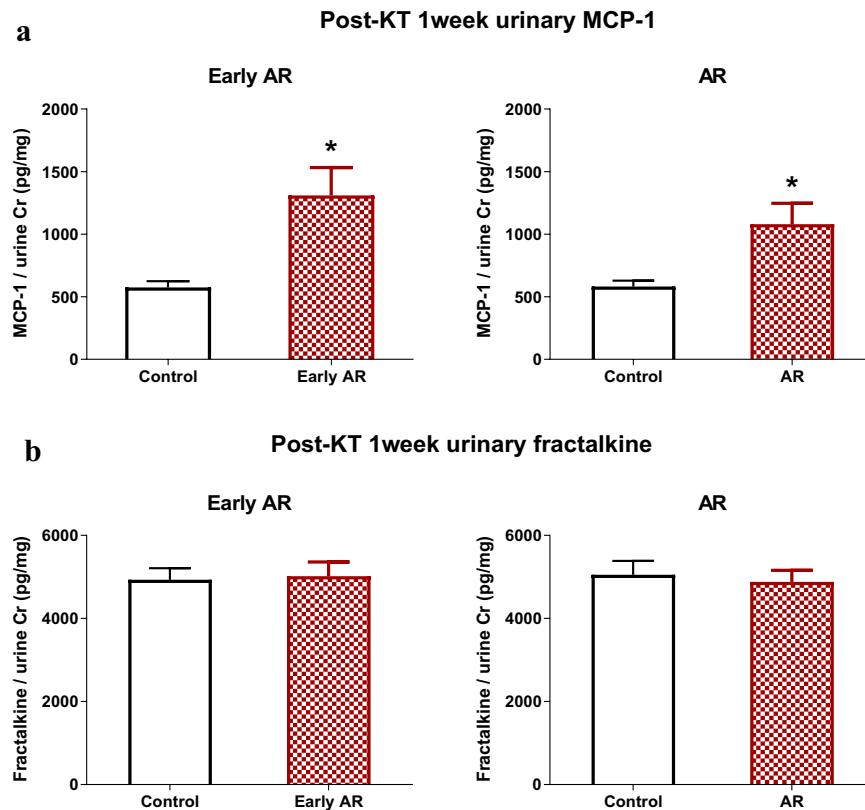 a
Post-KT 1week urinary MCP-1
Early AR
MCP-1 / urine Cr (pg/mg)
2000
1500
1000
500
0
*
Control
Early AR
AR
MCP-1 / urine Cr (pg/mg)
2000
1500
1000
500
0
*
Control
AR
b
Post-KT 1week urinary fractalkine
Early AR
Fractalkine / urine Cr (pg/mg)
6000
4000
2000
0
Control
Early AR
AR
Fractalkine / urine Cr (pg/mg)
6000
4000
2000
0
Control
AR